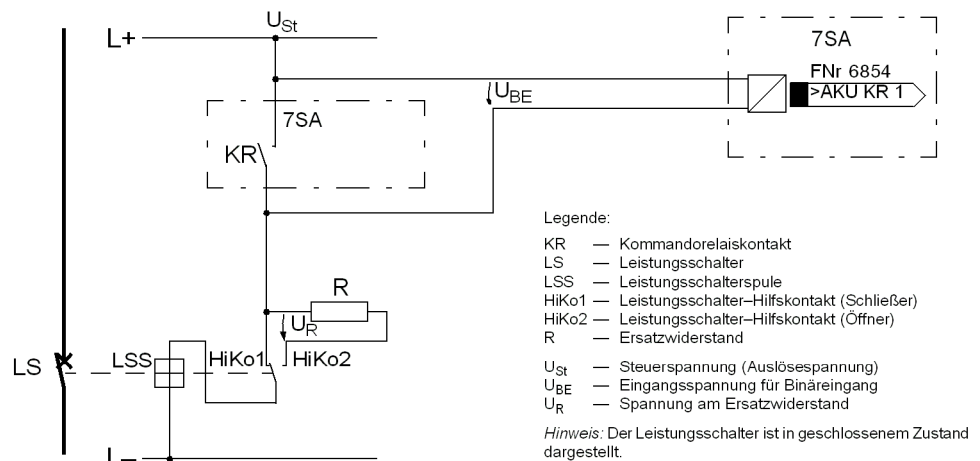 U_St
L+
7SA
FNr 6854
>AKU KR 1
U_BE
7SA
KR
R
U_R
LS
LSS
HiKo1
HiKo2
L–
Legende:
KR — Kommandorelaiskontakt
LS — Leistungsschalter
LSS — Leistungsschalterspule
HiKo1 — Leistungsschalter–Hilfskontakt (Schließer)
HiKo2 — Leistungsschalter–Hilfskontakt (Öffner)
R — Ersatzwiderstand
U_St — Steuerspannung (Auslösespannung)
U_BE — Eingangsspannung für Binäreingang
U_R — Spannung am Ersatzwiderstand
Hinweis: Der Leistungsschalter ist in geschlossenem Zustand
dargestellt.